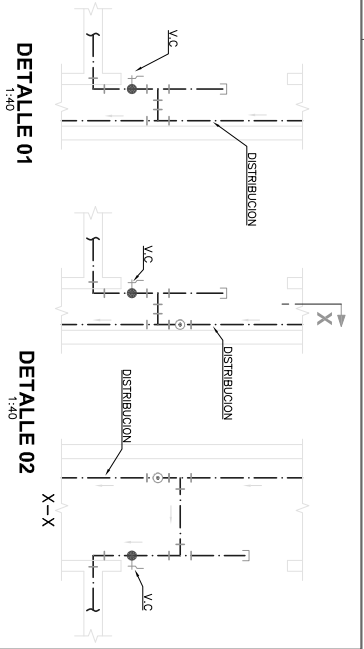 V.C
DISTRIBUCION
DETALLE 01
1:40
V.C
DISTRIBUCION
X
DETALLE 02
1:40
DISTRIBUCION
V.C
X-X